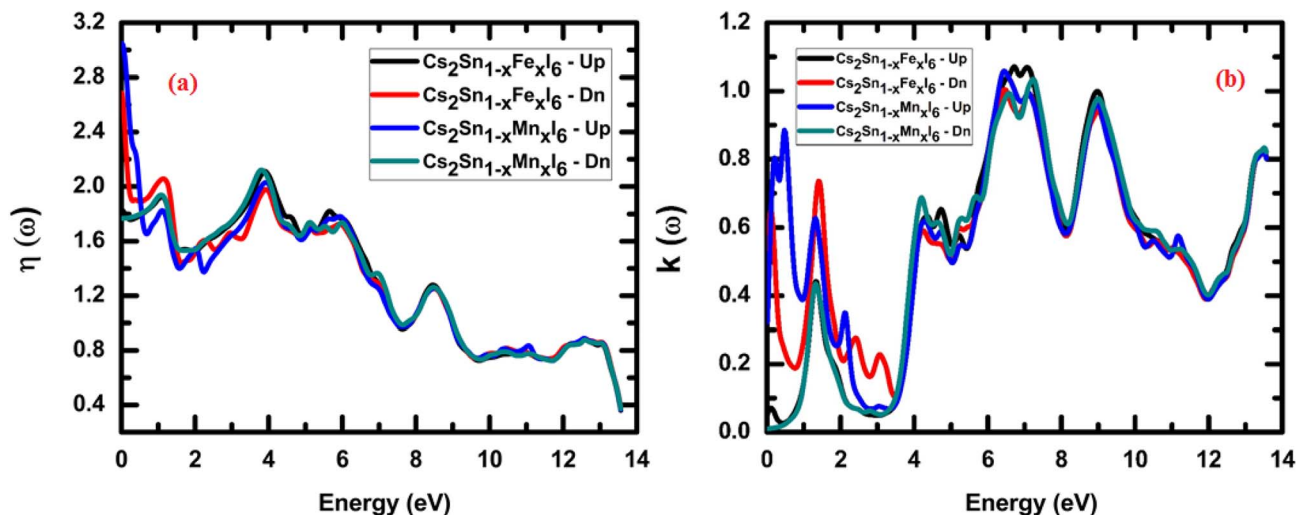 3.2
2.8
2.4
2.0
1.6
1.2
0.8
0.4
η (ω)
(a)
Cs2Sn1-xFexI6 - Up
Cs2Sn1-xFexI6 - Dn
Cs2Sn1-xMnxI6 - Up
Cs2Sn1-xMnxI6 - Dn
0 2 4 6 8 10 12 14
Energy (eV)
1.2
1.0
0.8
0.6
0.4
0.2
0.0
k (ω)
Cs2Sn1-xFexI6 - Up
Cs2Sn1-xFexI6 - Dn
Cs2Sn1-xMnxI6 - Up
Cs2Sn1-xMnxI6 - Dn
(b)
0 2 4 6 8 10 12 14
Energy (eV)